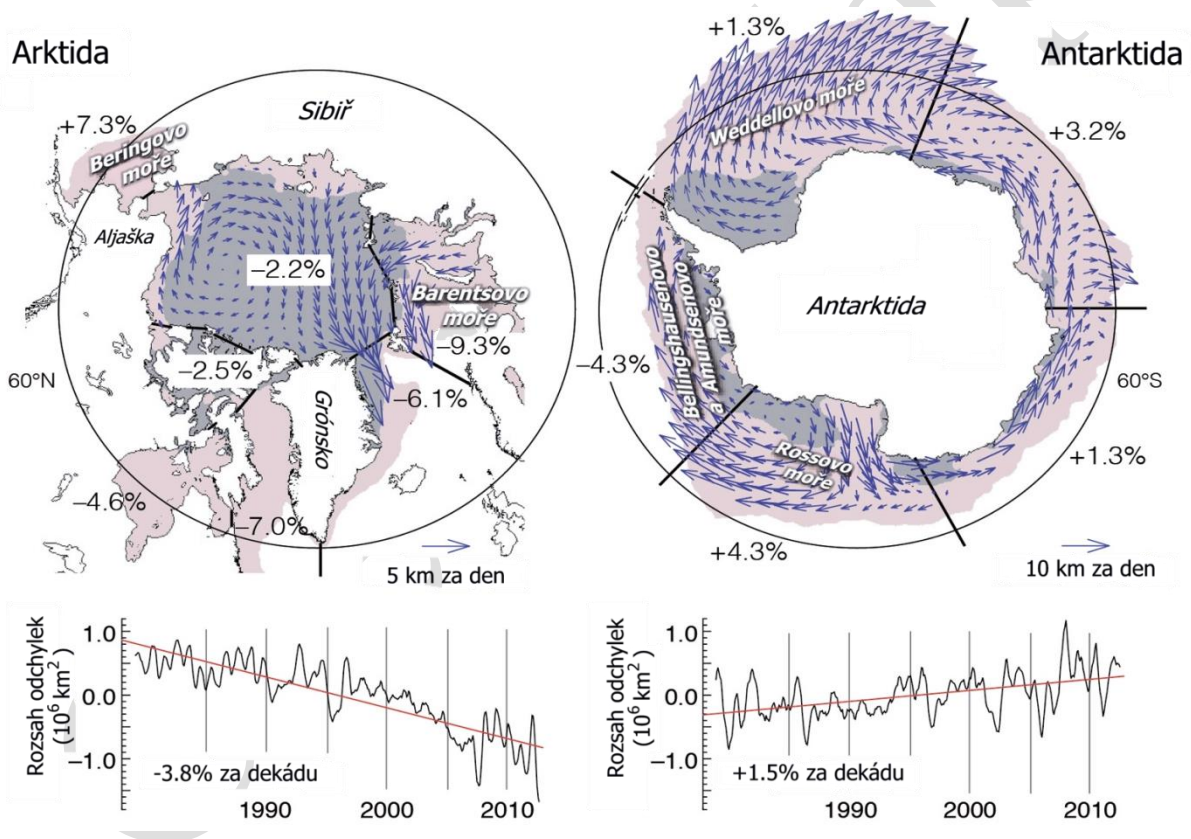 Arktida
Sibiř
+7.3%
Beringovo
moře
Aljaška
−2.2%
Barentsovo
moře
−9.3%
−2.5%
−6.1%
60°N
Grónsko
−4.6%
−7.0%
5 km za den
+1.3%
Antarktida
Weddellovo moře
+3.2%
Bellingshausenovo
a Amundsenovo
moře
Antarktida
−4.3%
60°S
Rossovo
moře
+1.3%
+4.3%
10 km za den
Rozsah odchylek
(10⁶ km²)
1.0
0.0
−1.0
-3.8% za dekádu
1990
2000
2010
Rozsah odchylek
(10⁶ km²)
1.0
0.0
−1.0
+1.5% za dekádu
1990
2000
2010